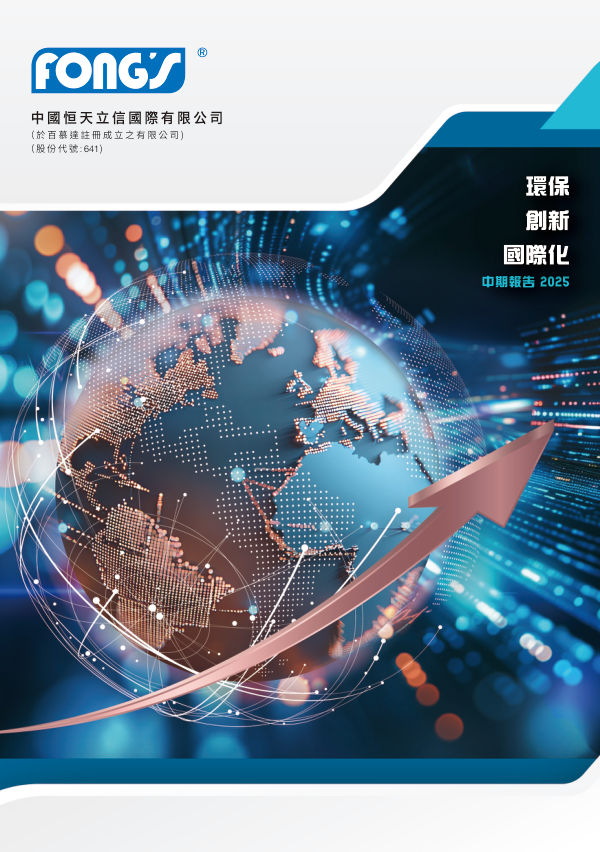 FONG'S®
中國恒天立信國際有限公司
(於百慕達註冊成立之有限公司)
(股份代號:641)
環保
創新
國際化
中期報告 2025